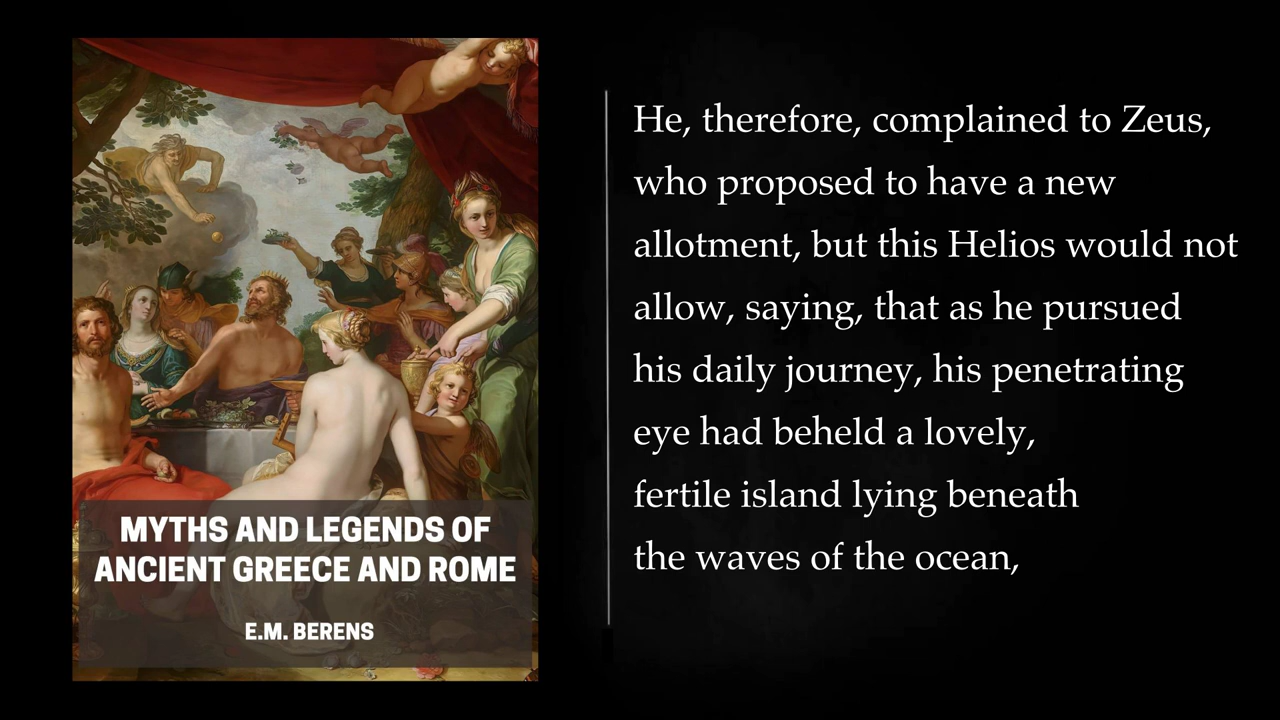 MYTHS AND LEGENDS OF
ANCIENT GREECE AND ROME
E.M. BERENS
He, therefore, complained to Zeus,
who proposed to have a new
allotment, but this Helios would not
allow, saying, that as he pursued
his daily journey, his penetrating
eye had beheld a lovely,
fertile island lying beneath
the waves of the ocean,